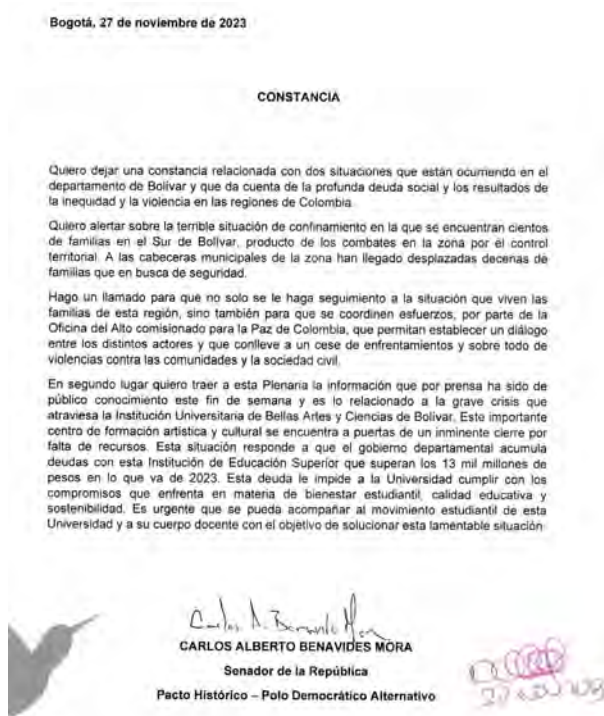 Bogotá, 27 de noviembre de 2023
CONSTANCIA
Quiero dejar una constancia relacionada con dos situaciones que están ocurriendo en el
departamento de Bolívar y que da cuenta de la profunda deuda social y los resultados de
la inequidad y la violencia en las regiones de Colombia
Quiero alertar sobre la terrible situación de confinamiento en la que se encuentran cientos
de familias en el Sur de Bolívar, producto de los combates en la zona por el control
territorial. A las cabeceras municipales de la zona han llegado desplazadas decenas de
familias que en busca de seguridad.
Hago un llamado para que no solo se le haga seguimiento a la situación que viven las
familias de esta región, sino también para que se coordinen esfuerzos, por parte de la
Oficina del Alto comisionado para la Paz de Colombia, que permitan establecer un diálogo
entre los distintos actores y que conlleve a un cese de enfrentamientos y sobre todo de
violencias contra las comunidades y la sociedad civil.
En segundo lugar quiero traer a esta Plenaria la información que por prensa ha sido de
público conocimiento este fin de semana y es lo relacionado a la grave crisis que
atraviesa la Institución Universitaria de Bellas Artes y Ciencias de Bolívar. Este importante
centro de formación artística y cultural se encuentra a puertas de un inminente cierre por
falta de recursos. Esta situación responde a que el gobierno departamental acumula
deudas con esta Institución de Educación Superior que superan los 13 mil millones de
pesos en lo que va de 2023. Esta deuda le impide a la Universidad cumplir con los
compromisos que enfrenta en materia de bienestar estudiantil, calidad educativa y
sostenibilidad. Es urgente que se pueda acompañar al movimiento estudiantil de esta
Universidad y a su cuerpo docente con el objetivo de solucionar esta lamentable situación
CARLOS ALBERTO BENAVIDES MORA
Senador de la República
Pacto Histórico – Polo Democrático Alternativo